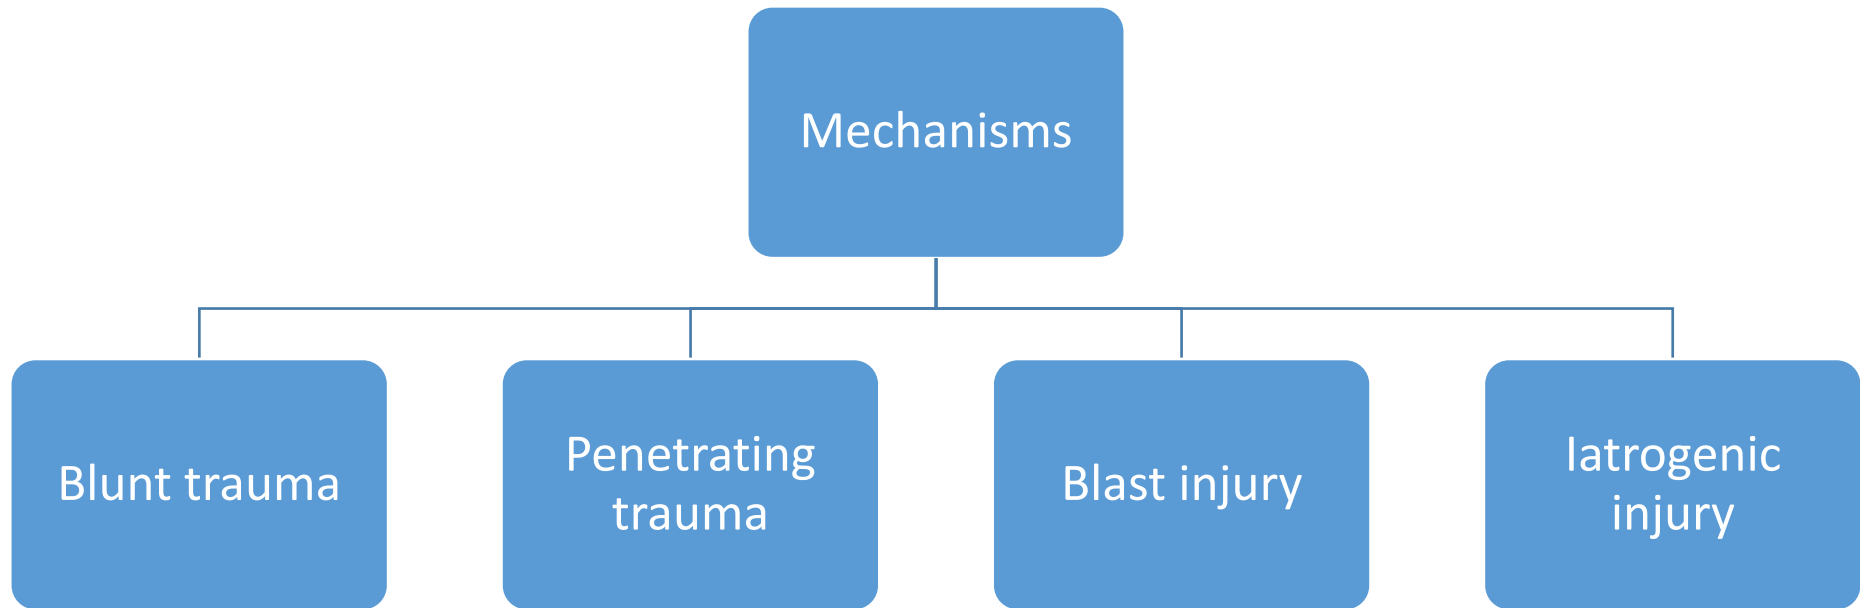 Mechanisms
Blunt trauma
Penetrating
trauma
Blast injury
Iatrogenic
injury